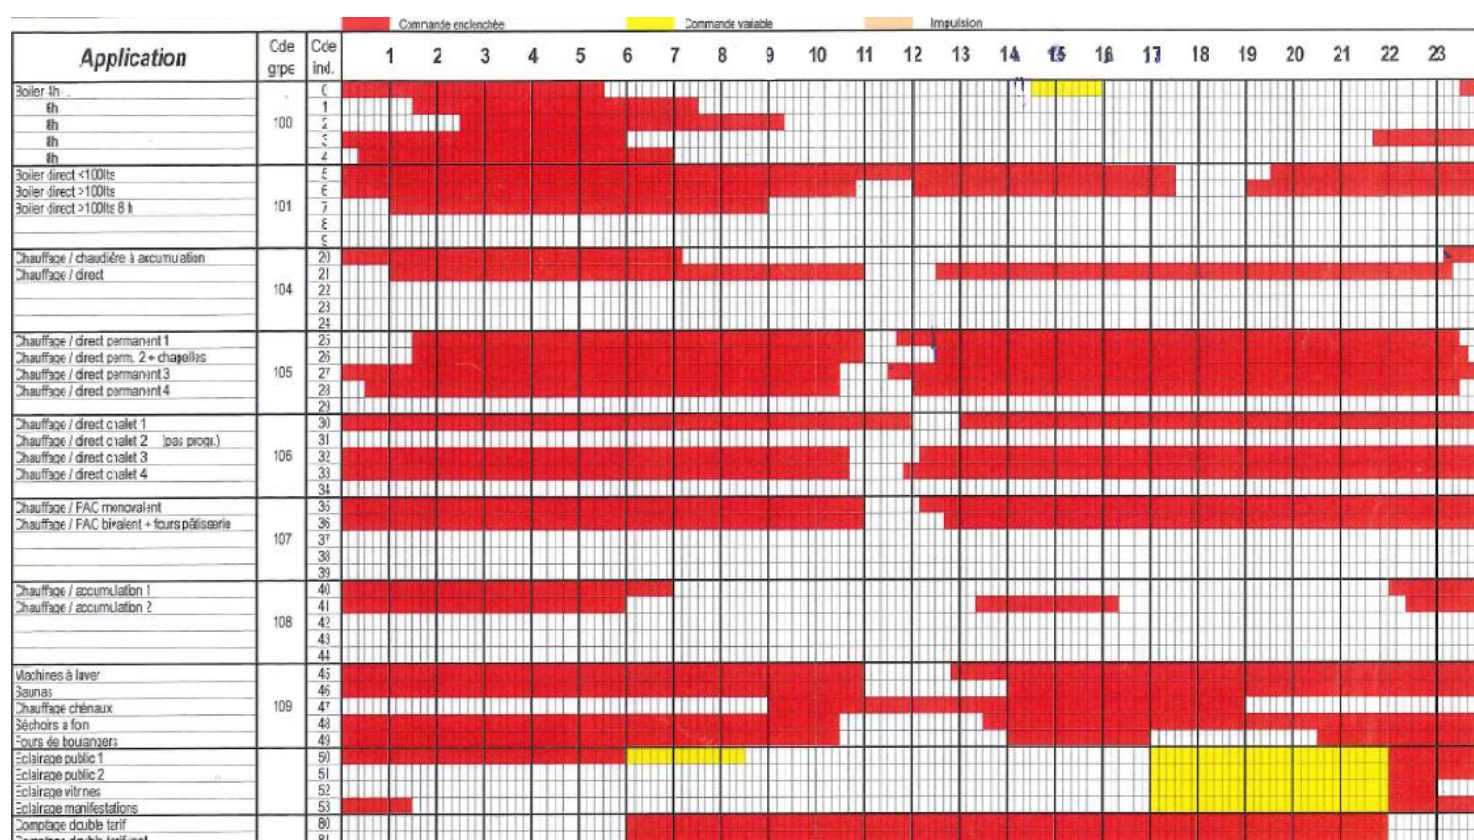 Commande enclenchée Commande variable Impulsion
Application Cde grpe Cde ind. 1 2 3 4 5 6 7 8 9 10 11 12 13 14 15 16 17 18 19 20 21 22 23
Boiler 4h 0
6h 1
8h 100 2
8h 3
8h 4
Boiler direct <100lts 5
Boiler direct >100lts 6
Boiler direct >100lts 8 h 101 7
8
9
Chauffage / chaudière à accumulation 20
Chauffage / direct 21
104 22
23
24
Chauffage / direct permanent 1 25
Chauffage / direct perm. 2 + chapelles 26
Chauffage / direct permanent 3 105 27
Chauffage / direct permanent 4 28
29
Chauffage / direct chalet 1 30
Chauffage / direct chalet 2 (pas progr.) 31
Chauffage / direct chalet 3 106 32
Chauffage / direct chalet 4 33
34
Chauffage / PAC monovalent 35
Chauffage / PAC bivalent + fours pâtisserie 36
107 37
38
39
Chauffage / accumulation 1 40
Chauffage / accumulation 2 41
108 42
43
44
Machines à laver 45
Saunas 46
Chauffage chénaux 109 47
Séchoirs a foin 48
Fours de boulangers 49
Eclairage public 1 50
Eclairage public 2 51
Eclairage vitrines 52
Eclairage manifestations 53
Comptage double tarif 80
Comptage double tarif 81